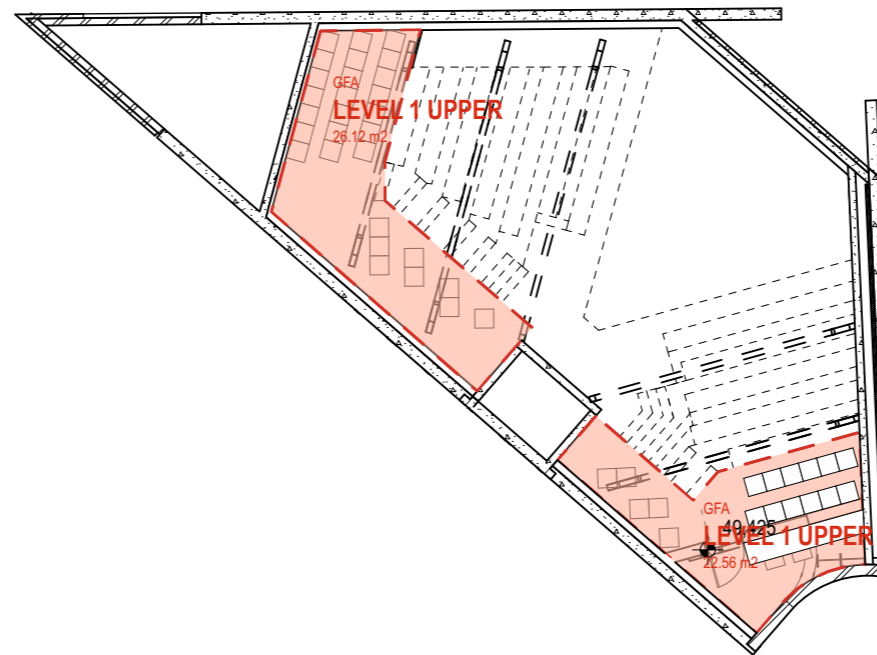 GFA
LEVEL 1 UPPER
26.12 m2
GFA
49.425
LEVEL 1 UPPER
22.56 m2